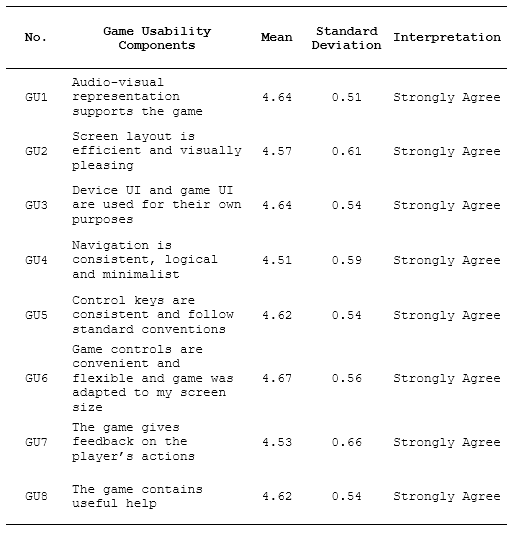 No. Game Usability Components Mean Standard Deviation Interpretation
GU1 Audio-visual representation supports the game 4.64 0.51 Strongly Agree
GU2 Screen layout is efficient and visually pleasing 4.57 0.61 Strongly Agree
GU3 Device UI and game UI are used for their own purposes 4.64 0.54 Strongly Agree
GU4 Navigation is consistent, logical and minimalist 4.51 0.59 Strongly Agree
GU5 Control keys are consistent and follow standard conventions 4.62 0.54 Strongly Agree
GU6 Game controls are convenient and flexible and game was adapted to my screen size 4.67 0.56 Strongly Agree
GU7 The game gives feedback on the player's actions 4.53 0.66 Strongly Agree
GU8 The game contains useful help 4.62 0.54 Strongly Agree